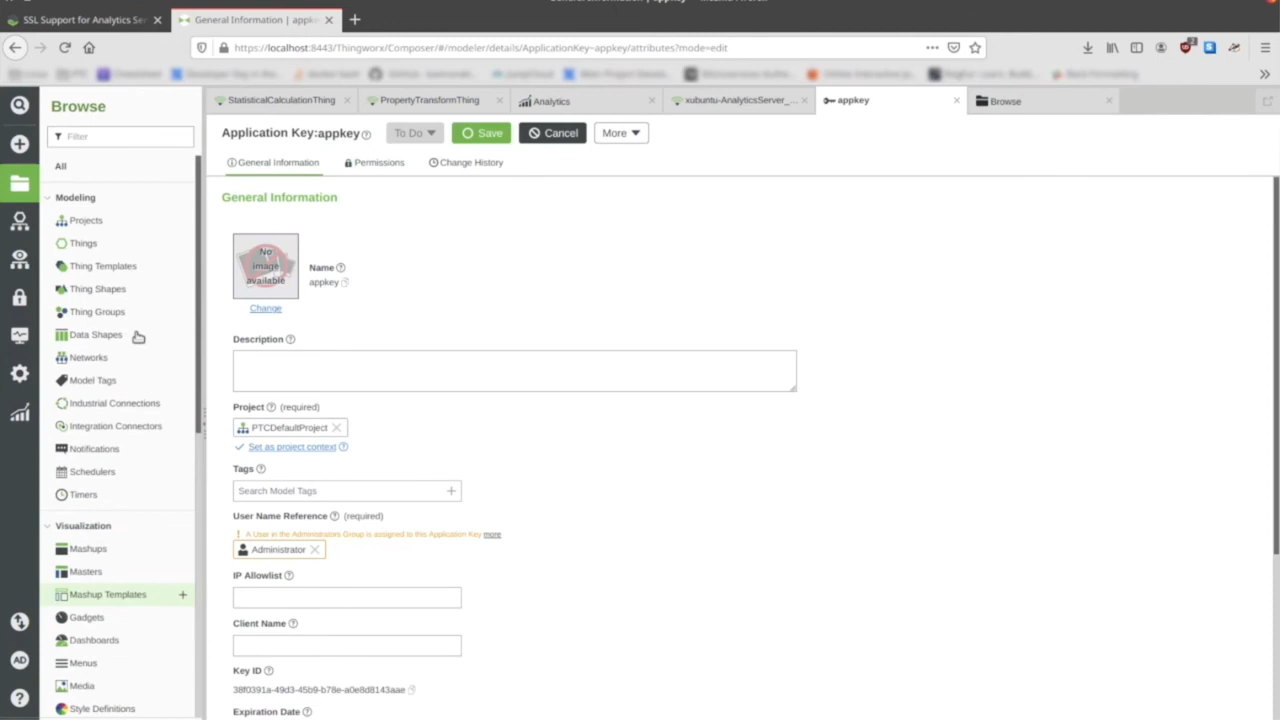 SSL Support for Analytics Ser
General Information | appkey
https://localhost:8443/Thingworx/Composer/#/modeler/details/ApplicationKey~appkey/attributes?mode=edit
Browse
Filter
All
Modeling
Projects
Things
Thing Templates
Thing Shapes
Thing Groups
Data Shapes
Networks
Model Tags
Industrial Connections
Integration Connectors
Notifications
Schedulers
Timers
Visualization
Mashups
Masters
Mashup Templates
Gadgets
Dashboards
Menus
Media
Style Definitions
AD
StatisticalCalculationThing
PropertyTransformThing
Analytics
xubuntu-AnalyticsServer_...
appkey
Browse
Application Key:appkey
To Do
Save
Cancel
More
General Information
Permissions
Change History
General Information
No image available
Change
Name
appkey
Description
Project (required)
PTCDefaultProject
Set as project context
Tags
Search Model Tags
User Name Reference (required)
! A User in the Administrators Group is assigned to this Application Key more
Administrator
IP Allowlist
Client Name
Key ID
38f0391a-49d3-45b9-b78e-a0e8d8143aae
Expiration Date